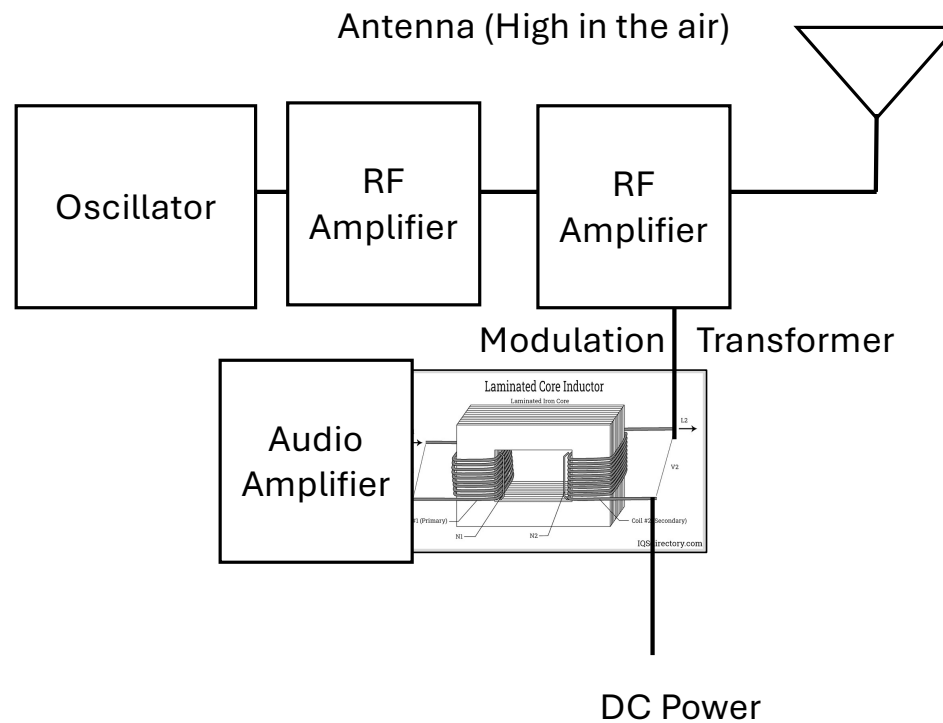 Antenna (High in the air)
Oscillator
RF
Amplifier
RF
Amplifier
Modulation Transformer
Audio
Amplifier
Laminated Core Inductor
Laminated Iron Core
L2
V2
#1 (Primary)
Coil #2 (Secondary)
N1
N2
IQSdirectory.com
DC Power